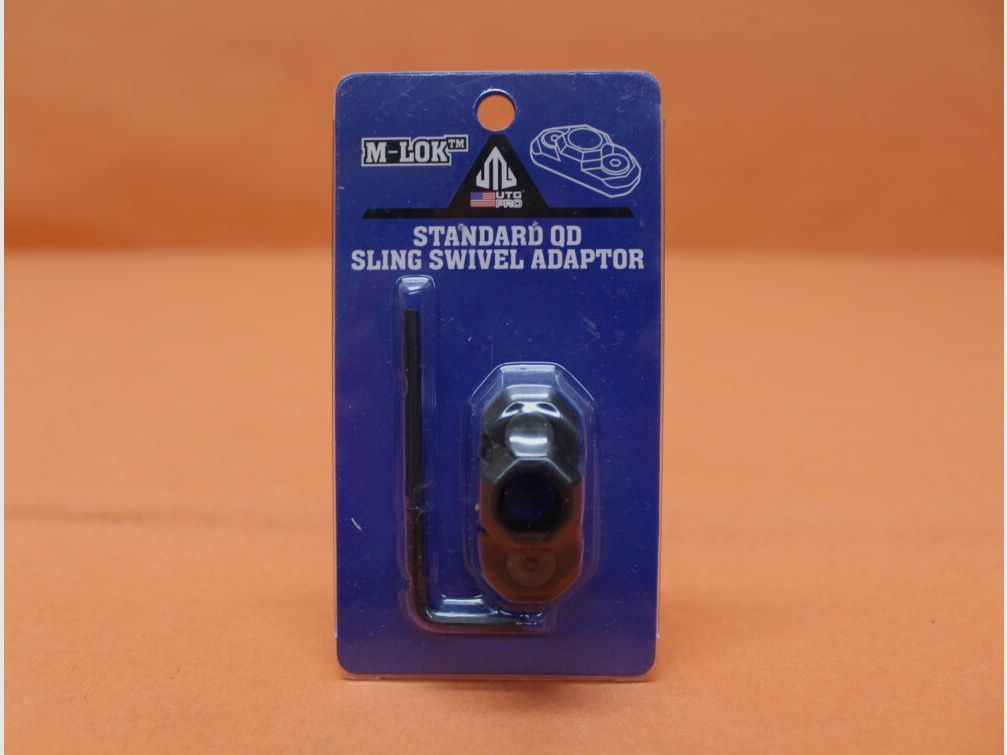 M-LOK™
UTG®
PRO
STANDARD QD
SLING SWIVEL ADAPTOR